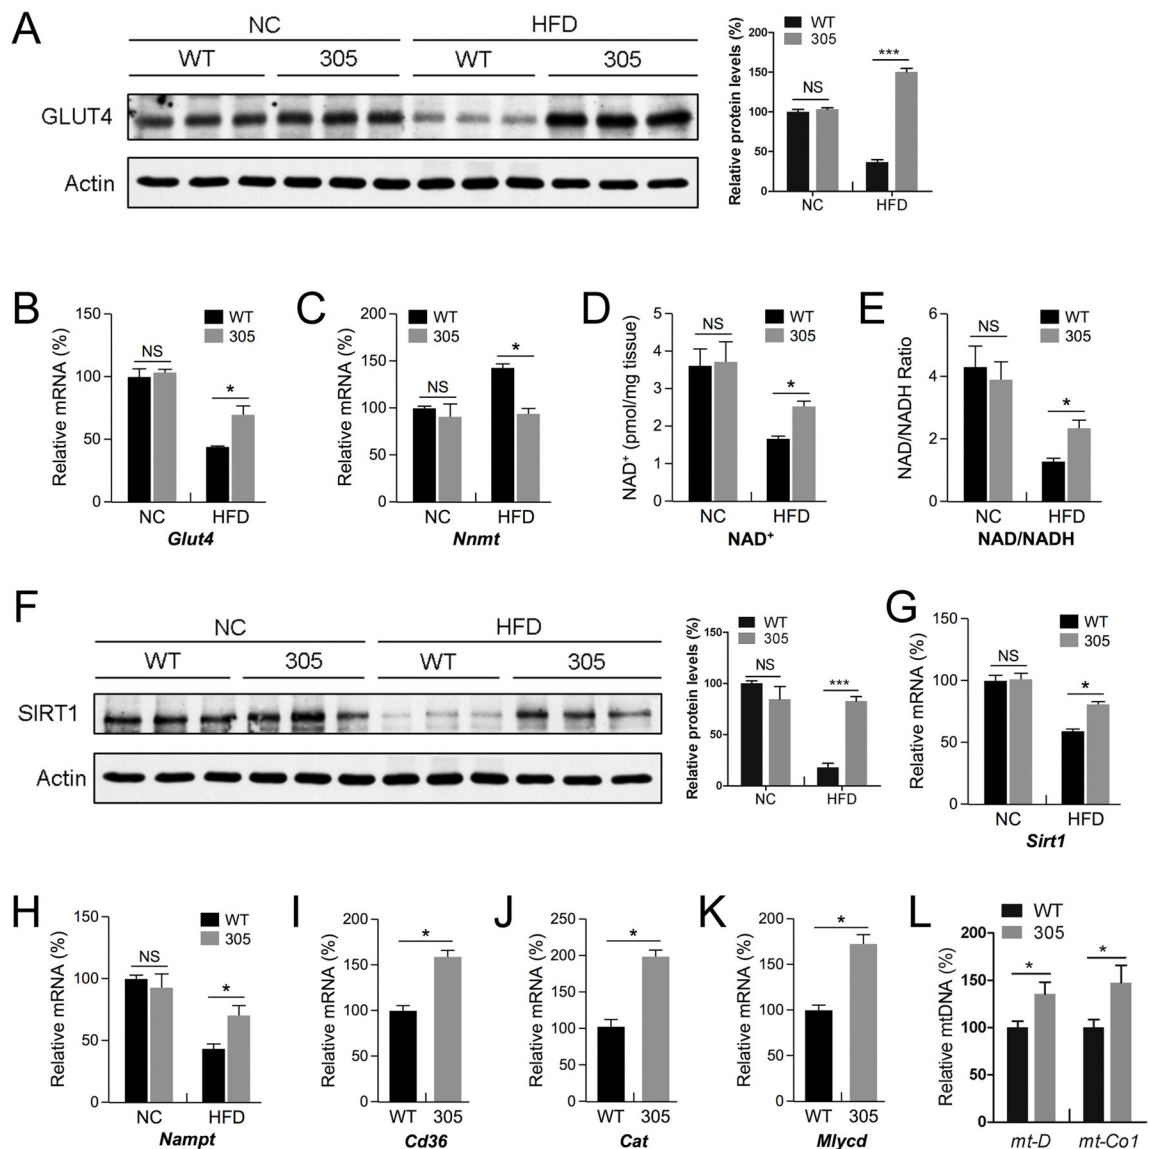 A
NC HFD
WT 305 WT 305
GLUT4
Actin
WT
305
Relative protein levels (%)
200
150
100
50
0
NS
***
NC HFD
B
Relative mRNA (%)
150
100
50
0
WT
305
NS
*
NC HFD
Glut4
C
Relative mRNA (%)
200
150
100
50
0
WT
305
NS
*
NC HFD
Nnmt
D
NAD+ (pmol/mg tissue)
5
4
3
2
1
0
WT
305
NS
*
NC HFD
NAD+
E
NAD/NADH Ratio
6
4
2
0
WT
305
NS
*
NC HFD
NAD/NADH
F
NC HFD
WT 305 WT 305
SIRT1
Actin
WT
305
Relative protein levels (%)
150
100
50
0
NS
***
NC HFD
G
Relative mRNA (%)
150
100
50
0
WT
305
NS
*
NC HFD
Sirt1
H
Relative mRNA (%)
150
100
50
0
WT
305
NS
*
NC HFD
Nampt
I
Relative mRNA (%)
200
150
100
50
0
*
WT 305
Cd36
J
Relative mRNA (%)
250
200
150
100
50
0
*
WT 305
Cat
K
Relative mRNA (%)
200
150
100
50
0
*
WT 305
Mlycd
L
WT
305
Relative mtDNA (%)
200
150
100
50
0
*
*
mt-D mt-Co1